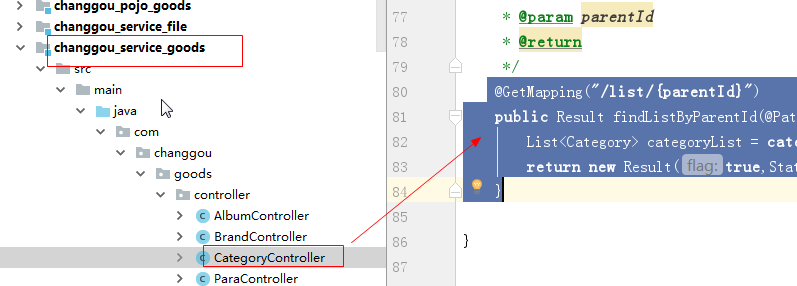 changgou_pojo_goods
changgou_service_file
changgou_service_goods
src
main
java
com
changgou
goods
controller
AlbumController
BrandController
CategoryController
ParaController
77 * @param parentId
78 * @return
79 */
80 @GetMapping("/list/{parentId}")
81 public Result findListByParentId(@Pat
82 List<Category> categoryList = cate
83 return new Result( flag: true,Stat
84 }
85
86 }
87